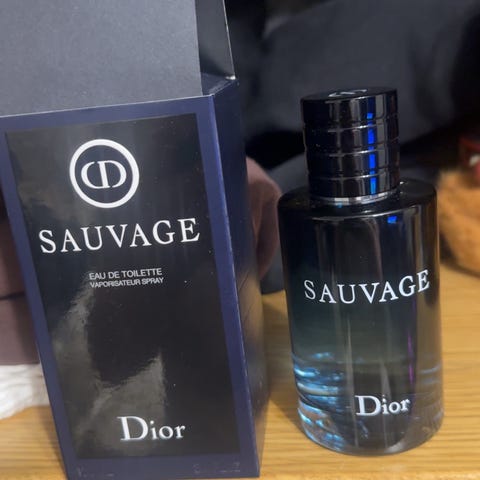 CD
SAUVAGE
EAU DE TOILETTE
VAPORISATEUR SPRAY
Dior
SAUVAGE
Dior